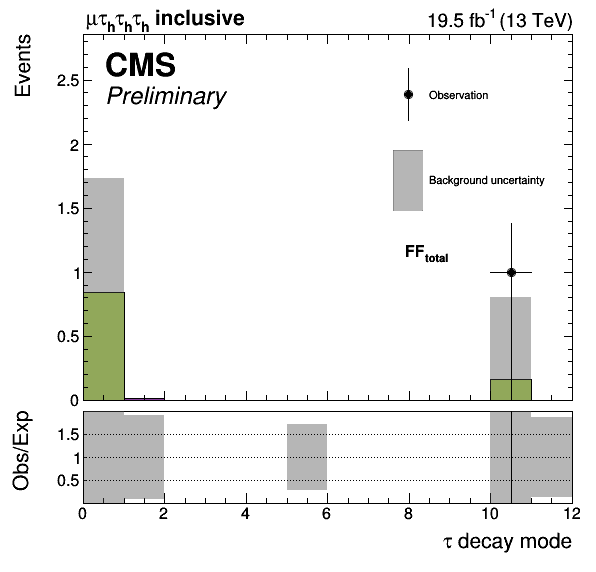 μτhτhτh inclusive
19.5 fb-1 (13 TeV)
Events
CMS
Preliminary
Observation
Background uncertainty
FFtotal
2.5
2
1.5
1
0.5
0
Obs/Exp
1.5
1
0.5
0 2 4 6 8 10 12
τ decay mode